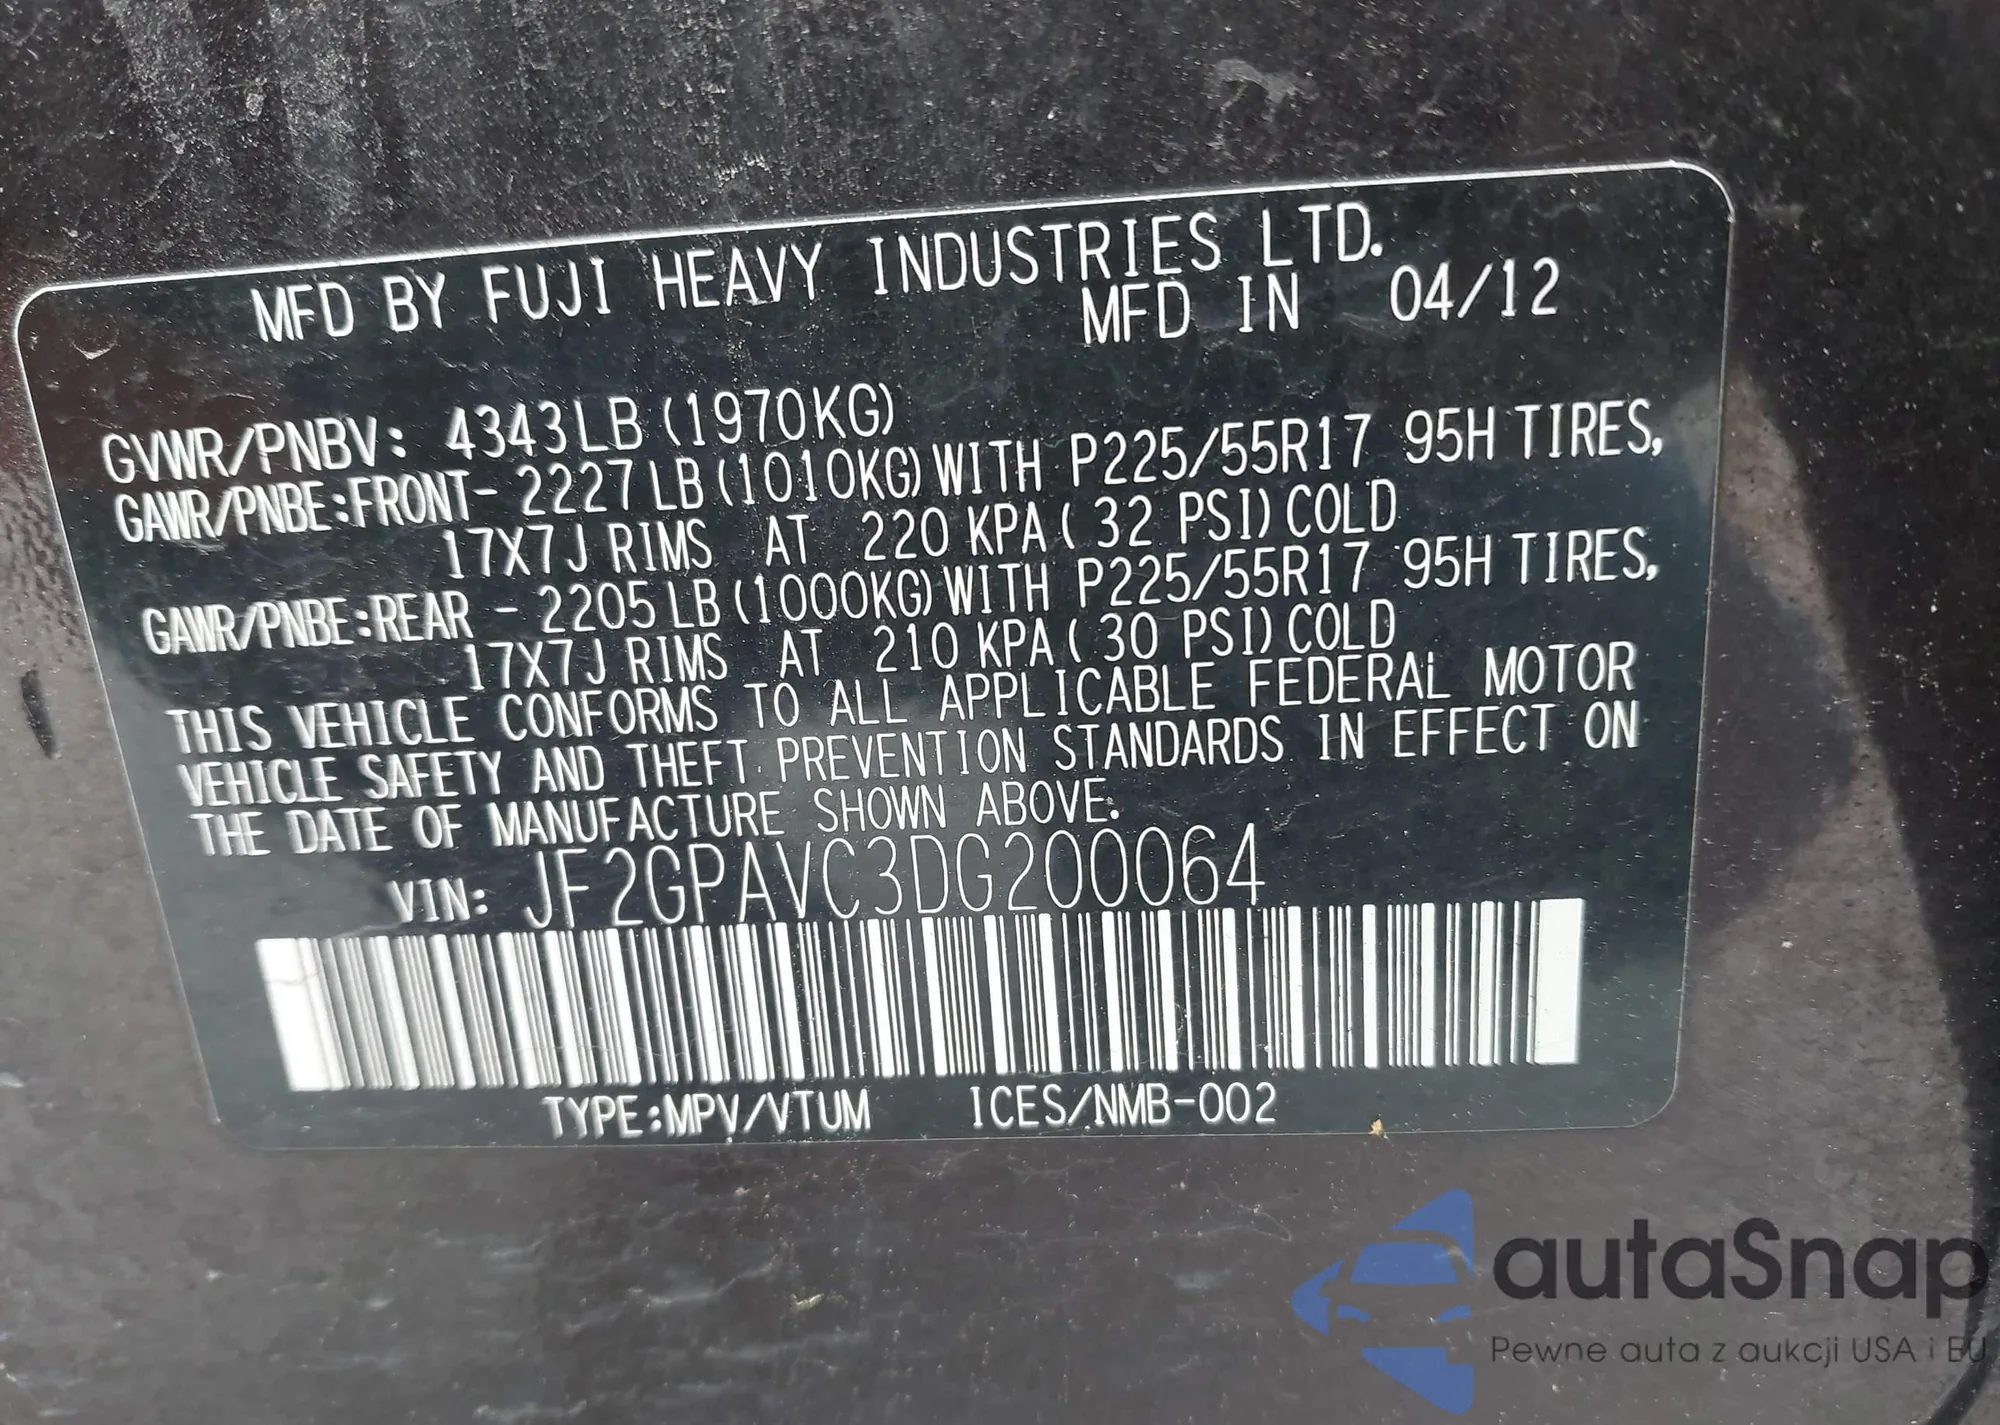 MFD BY FUJI HEAVY INDUSTRIES LTD.
MFD IN 04/12
GVWR/PNBV: 4343LB (1970KG)
GAWR/PNBE:FRONT- 2227LB (1010KG) WITH P225/55R17 95H TIRES,
17X7J RIMS AT 220 KPA ( 32 PSI) COLD
GAWR/PNBE:REAR - 2205LB (1000KG) WITH P225/55R17 95H TIRES,
17X7J RIMS AT 210 KPA ( 30 PSI) COLD
THIS VEHICLE CONFORMS TO ALL APPLICABLE FEDERAL MOTOR
VEHICLE SAFETY AND THEFT PREVENTION STANDARDS IN EFFECT ON
THE DATE OF MANUFACTURE SHOWN ABOVE.
VIN: JF2GPAVC3DG200064
TYPE:MPV/VTUM ICES/NMB-002
autaSnap
Pewne auta z aukcji USA i EU